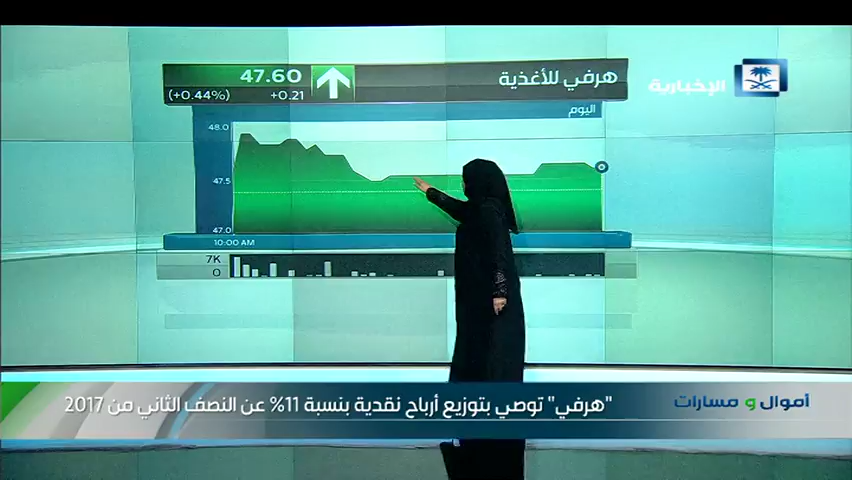 هرفي للأغذية
47.60
(+0.44%) +0.21
الإخبارية
اليوم
48.0
47.5
47.0
10:00 AM
7K
0
أموال و مسارات
"هرفي" توصي بتوزيع أرباح نقدية بنسبة 11% عن النصف الثاني من 2017